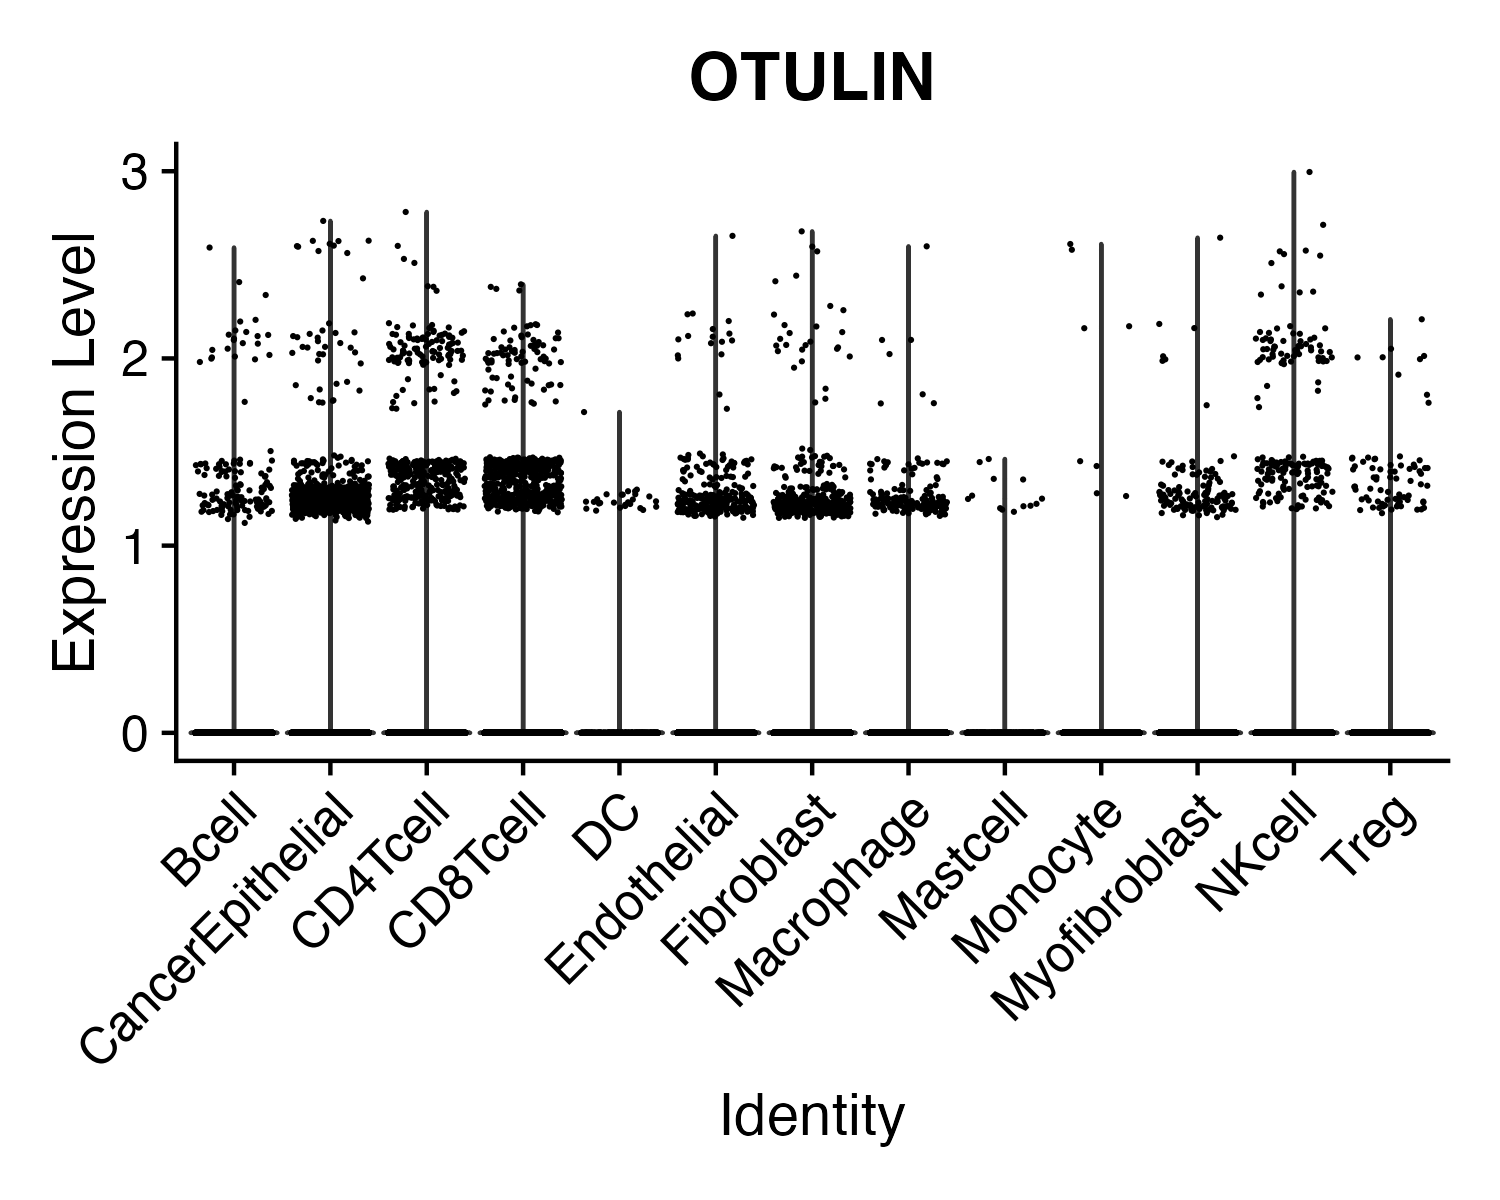 OTULIN
Expression Level
3
2
1
0
Bcell
CancerEpithelial
CD4Tcell
CD8Tcell
DC
Endothelial
Fibroblast
Macrophage
Mastcell
Monocyte
Myofibroblast
NKcell
Treg
Identity